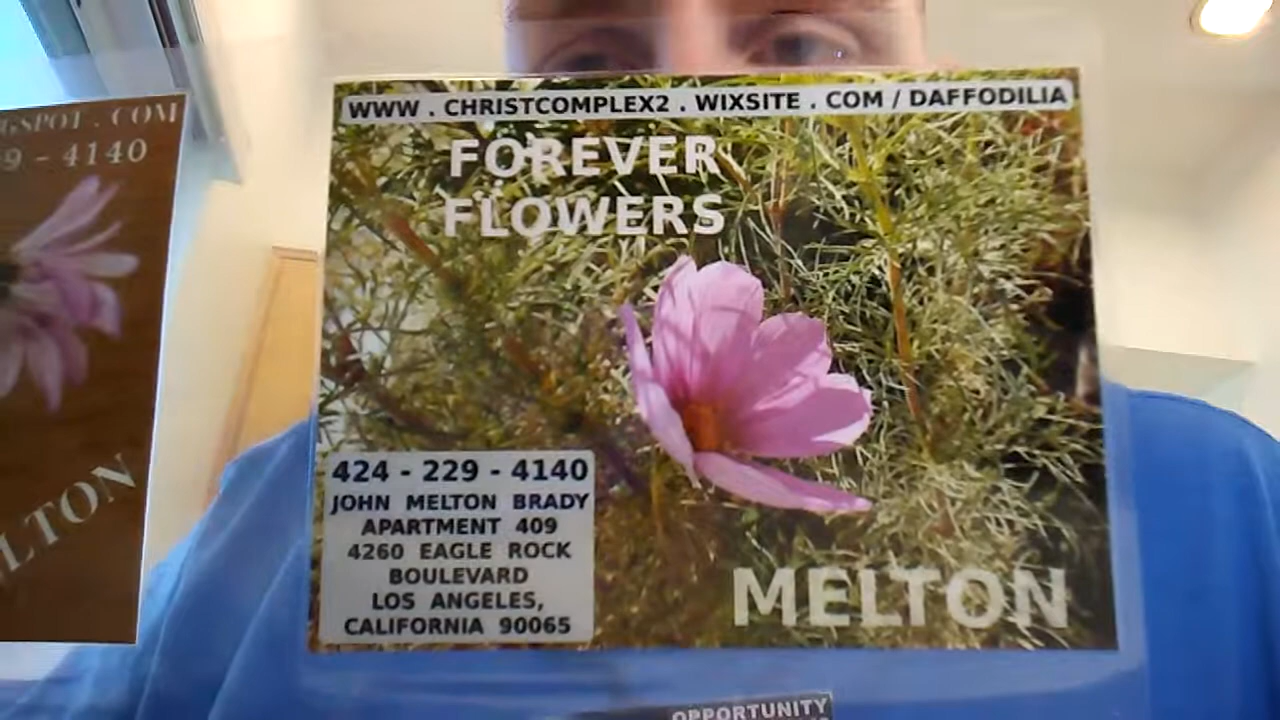 GSPOT . COM
9 - 4140
LTON
WWW . CHRISTCOMPLEX2 . WIXSITE . COM / DAFFODILIA
FOREVER
FLOWERS
424 - 229 - 4140
JOHN MELTON BRADY
APARTMENT 409
4260 EAGLE ROCK
BOULEVARD
LOS ANGELES,
CALIFORNIA 90065
MELTON
OPPORTUNITY